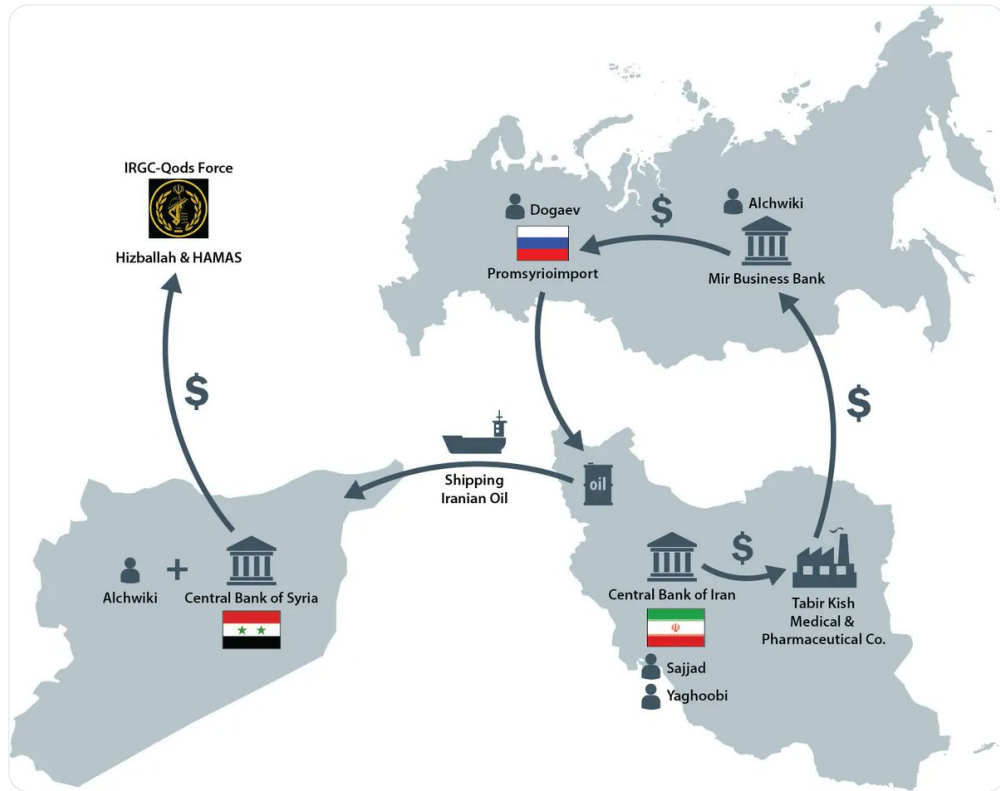 IRGC-Qods Force
Hizballah & HAMAS
$
Dogaev
Promsyrioimport
$
Alchwiki
Mir Business Bank
$
Shipping
Iranian Oil
oil
Alchwiki
+
Central Bank of Syria
Central Bank of Iran
$
Tabir Kish
Medical &
Pharmaceutical Co.
Sajjad
Yaghoobi